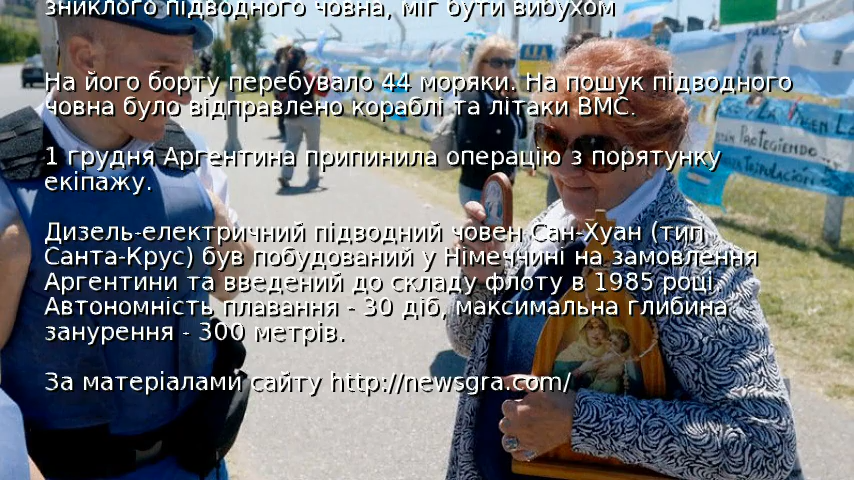 зниклого підводного човна, міг бути вибухом
На його борту перебувало 44 моряки. На пошук підводного
човна було відправлено кораблі та літаки ВМС.
1 грудня Аргентина припинила операцію з порятунку
екіпажу.
Дизель-електричний підводний човен Сан-Хуан (тип
Санта-Крус) був побудований у Німеччині на замовлення
Аргентини та введений до складу флоту в 1985 році.
Автономність плавання - 30 діб, максимальна глибина
занурення - 300 метрів.
За матеріалами сайту http://newsgra.com/
PROTEGIENDO
TRIPULACION